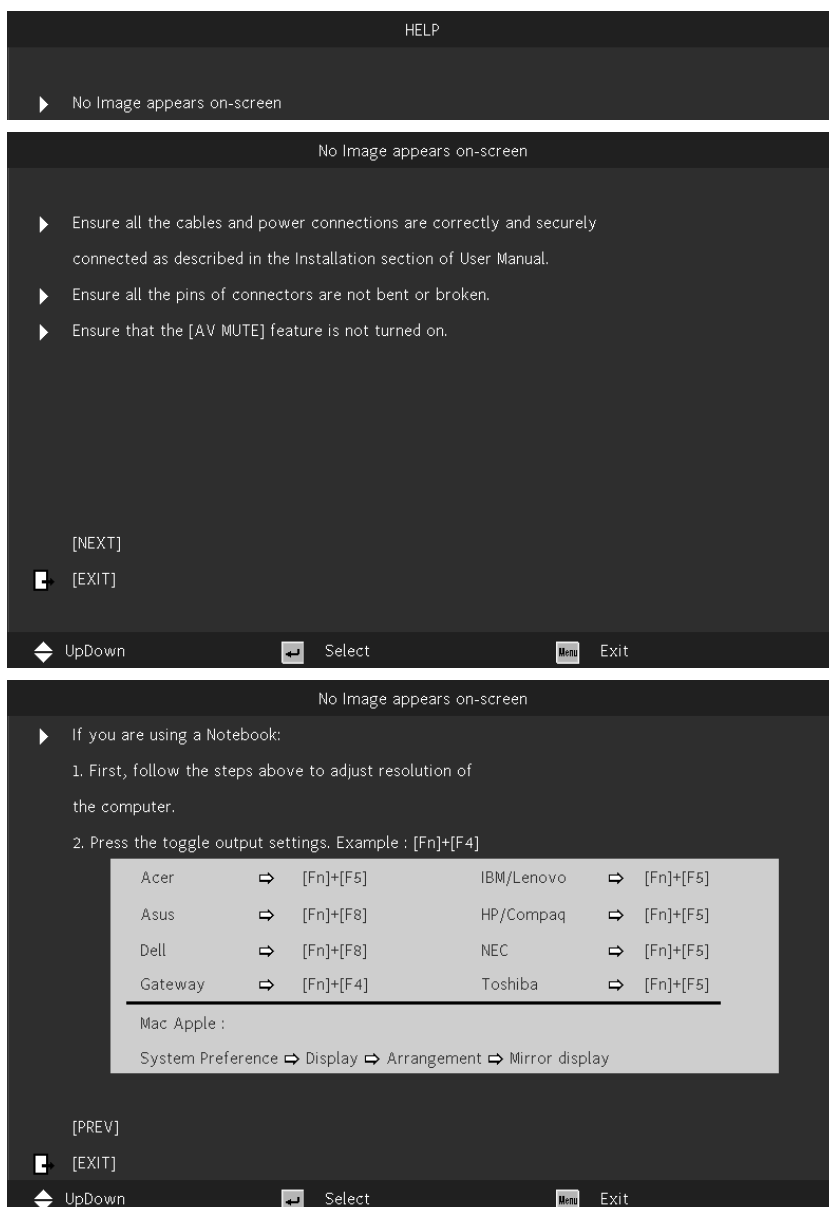 HELP
No Image appears on-screen
No Image appears on-screen
Ensure all the cables and power connections are correctly and securely
connected as described in the Installation section of User Manual.
Ensure all the pins of connectors are not bent or broken.
Ensure that the [AV MUTE] feature is not turned on.
[NEXT]
[EXIT]
UpDown Select Menu Exit
No Image appears on-screen
If you are using a Notebook:
1. First, follow the steps above to adjust resolution of
the computer.
2. Press the toggle output settings. Example : [Fn]+[F4]
Acer ⇨ [Fn]+[F5] IBM/Lenovo ⇨ [Fn]+[F5]
Asus ⇨ [Fn]+[F8] HP/Compaq ⇨ [Fn]+[F5]
Dell ⇨ [Fn]+[F8] NEC ⇨ [Fn]+[F5]
Gateway ⇨ [Fn]+[F4] Toshiba ⇨ [Fn]+[F5]
Mac Apple :
System Preference ⇨ Display ⇨ Arrangement ⇨ Mirror display
[PREV]
[EXIT]
UpDown Select Menu Exit